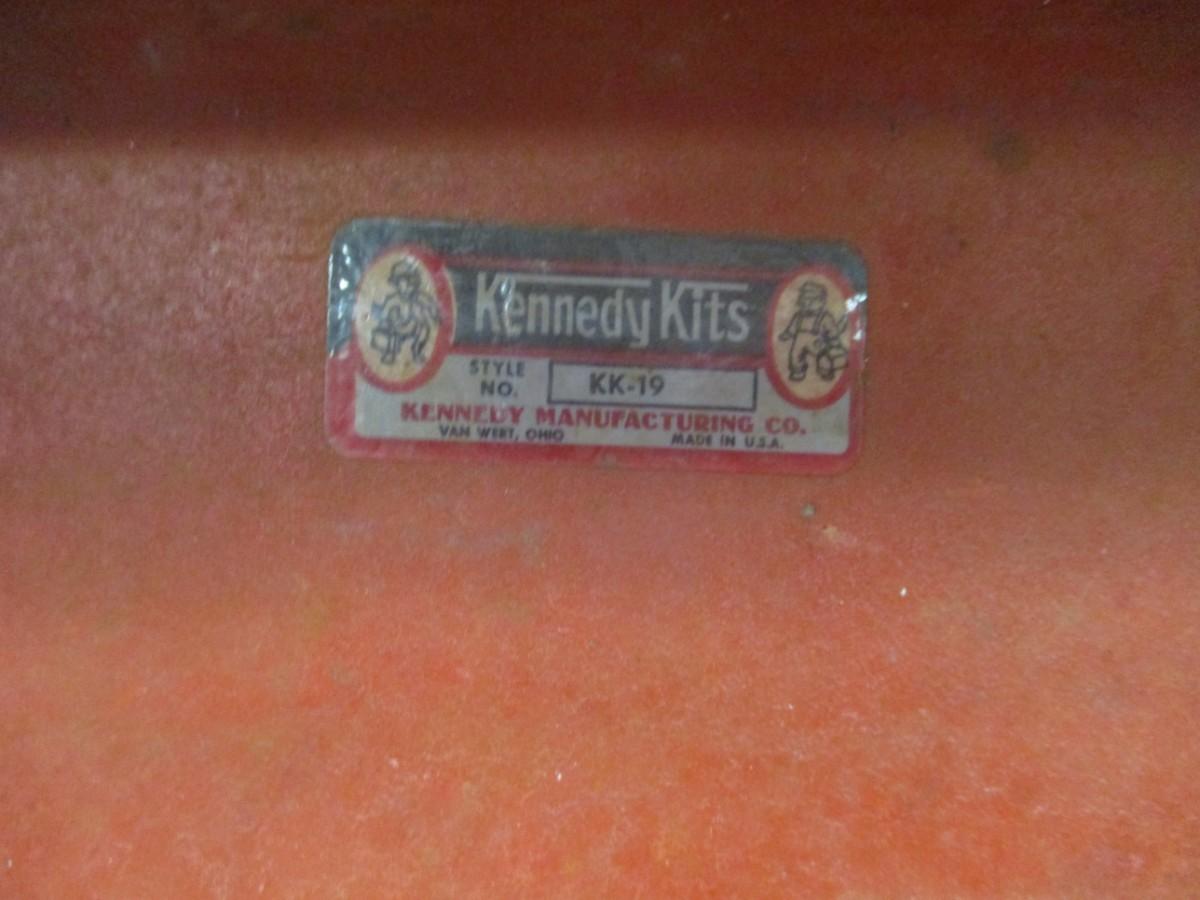 Kennedy Kits
STYLE NO. KK-19
KENNEDY MANUFACTURING CO.
VAN WERT, OHIO MADE IN U.S.A.